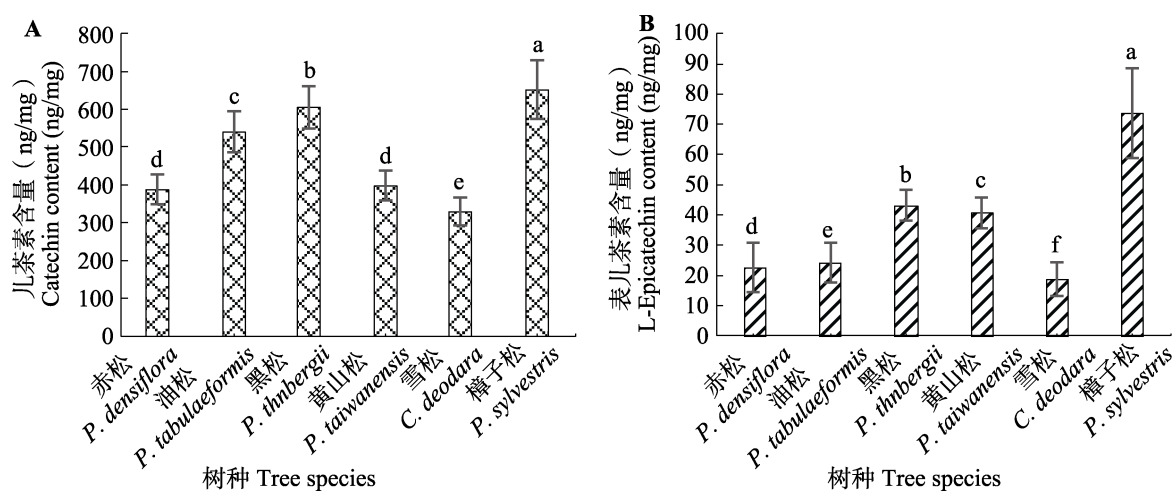 A
儿茶素含量（ng/mg）
Catechin content (ng/mg)
800
700
600
500
400
300
200
100
0
d
c
b
d
e
a
赤松
P. densiflora
油松
P. tabulaeformis
黑松
P. thnbergii
黄山松
P. taiwanensis
雪松
C. deodara
樟子松
P. sylvestris
树种 Tree species
B
表儿茶素含量（ng/mg）
L-Epicatechin content (ng/mg)
100
90
80
70
60
50
40
30
20
10
0
d
e
b
c
f
a
赤松
P. densiflora
油松
P. tabulaeformis
黑松
P. thnbergii
黄山松
P. taiwanensis
雪松
C. deodara
樟子松
P. sylvestris
树种 Tree species